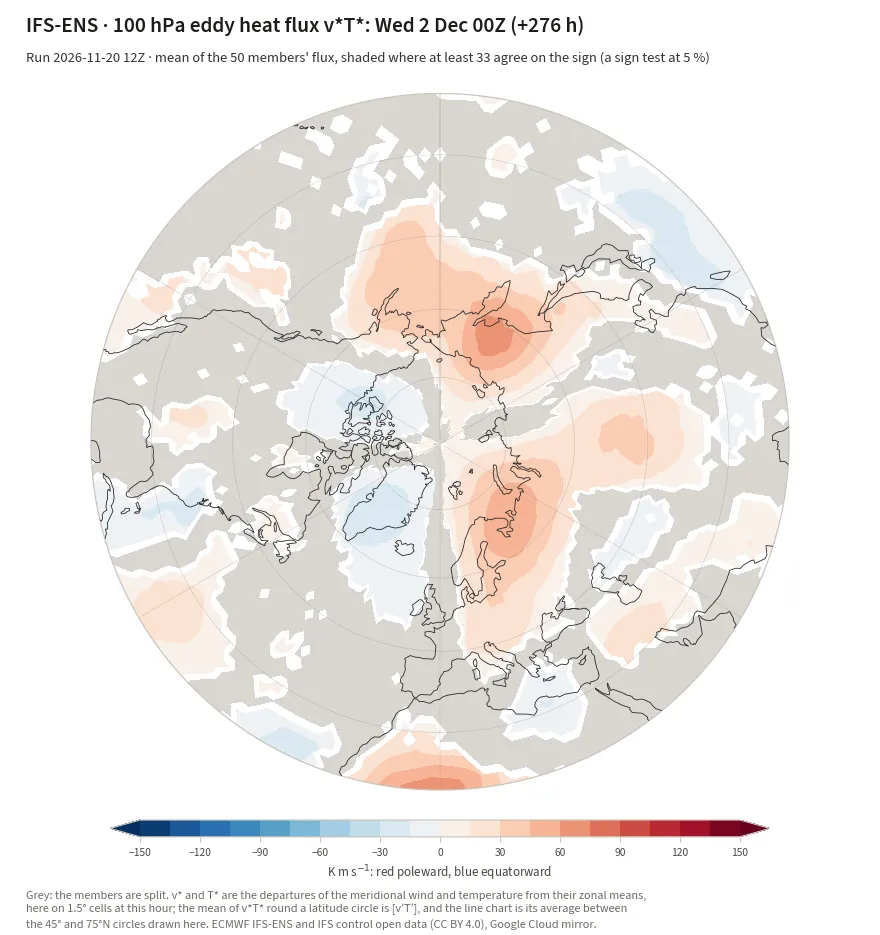 IFS-ENS · 100 hPa eddy heat flux v*T*: Wed 2 Dec 00Z (+276 h)
Run 2026-11-20 12Z · mean of the 50 members' flux, shaded where at least 33 agree on the sign (a sign test at 5 %)
−150 −120 −90 −60 −30 0 30 60 90 120 150
K m s⁻¹: red poleward, blue equatorward
Grey: the members are split. v* and T* are the departures of the meridional wind and temperature from their zonal means,
here on 1.5° cells at this hour; the mean of v*T* round a latitude circle is [v'T'], and the line chart is its average between
the 45° and 75°N circles drawn here. ECMWF IFS-ENS and IFS control open data (CC BY 4.0), Google Cloud mirror.